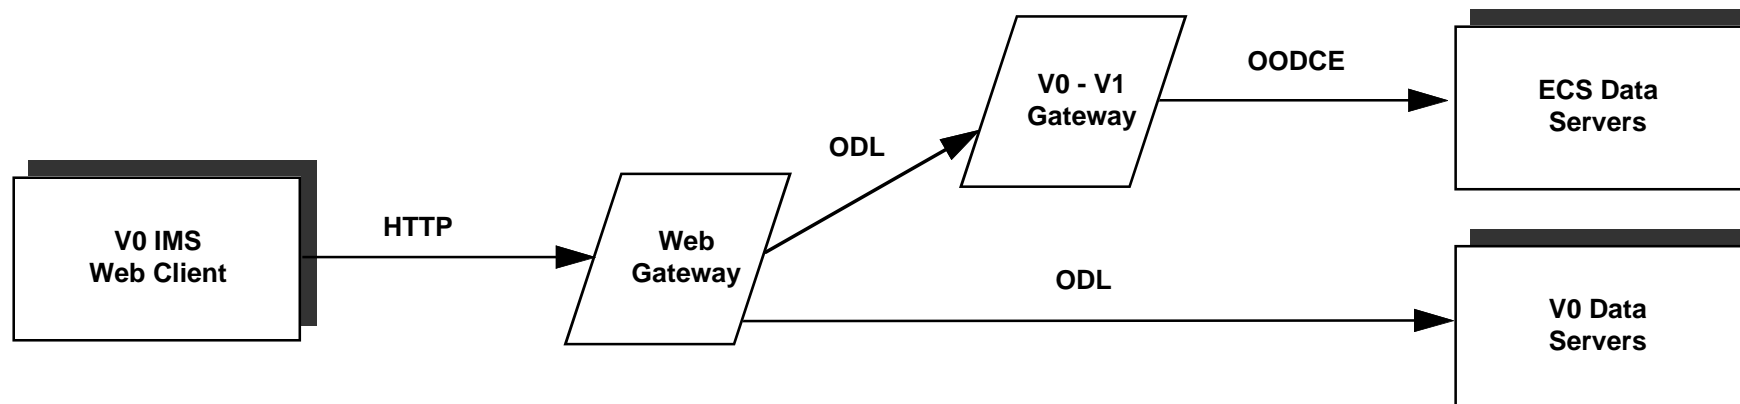 V0 IMS
Web Client
HTTP
Web
Gateway
ODL
V0 - V1
Gateway
OODCE
ECS Data
Servers
ODL
V0 Data
Servers